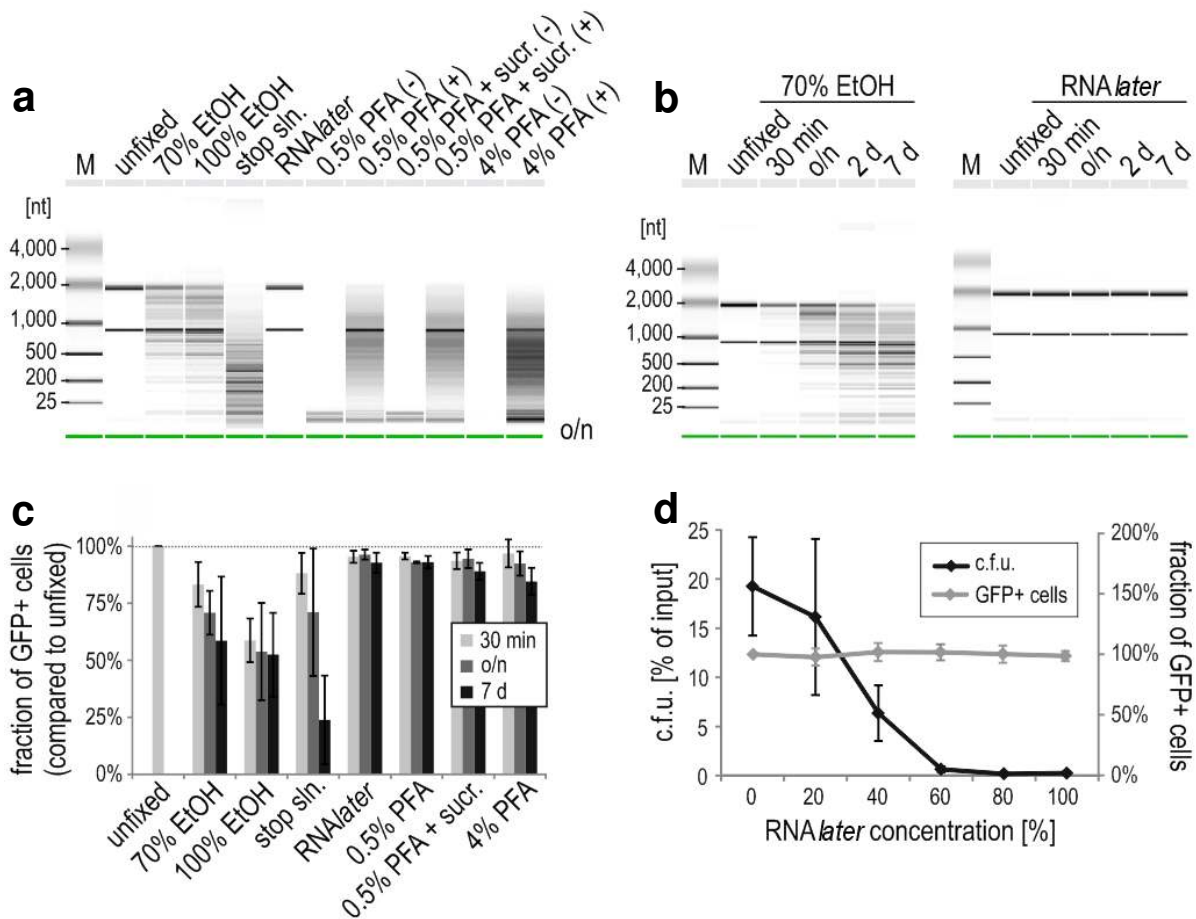 a
M
unfixed
70% EtOH
100% EtOH
stop sln.
RNAlater
0.5% PFA (-)
0.5% PFA (+)
0.5% PFA + sucr. (-)
0.5% PFA + sucr. (+)
4% PFA (-)
4% PFA (+)
[nt]
4,000
2,000
1,000
500
200
25
o/n
b
70% EtOH
RNAlater
M
unfixed
30 min
o/n
2 d
7 d
M
unfixed
30 min
o/n
2 d
7 d
[nt]
4,000
2,000
1,000
500
200
25
c
fraction of GFP+ cells
(compared to unfixed)
100%
75%
50%
25%
0%
30 min
o/n
7 d
unfixed
70% EtOH
100% EtOH
stop sln.
RNAlater
0.5% PFA
0.5% PFA + sucr.
4% PFA
d
c.f.u. [% of input]
25
20
15
10
5
0
c.f.u.
GFP+ cells
200%
150%
100%
50%
0%
fraction of GFP+
cells
0 20 40 60 80 100
RNAlater concentration [%]